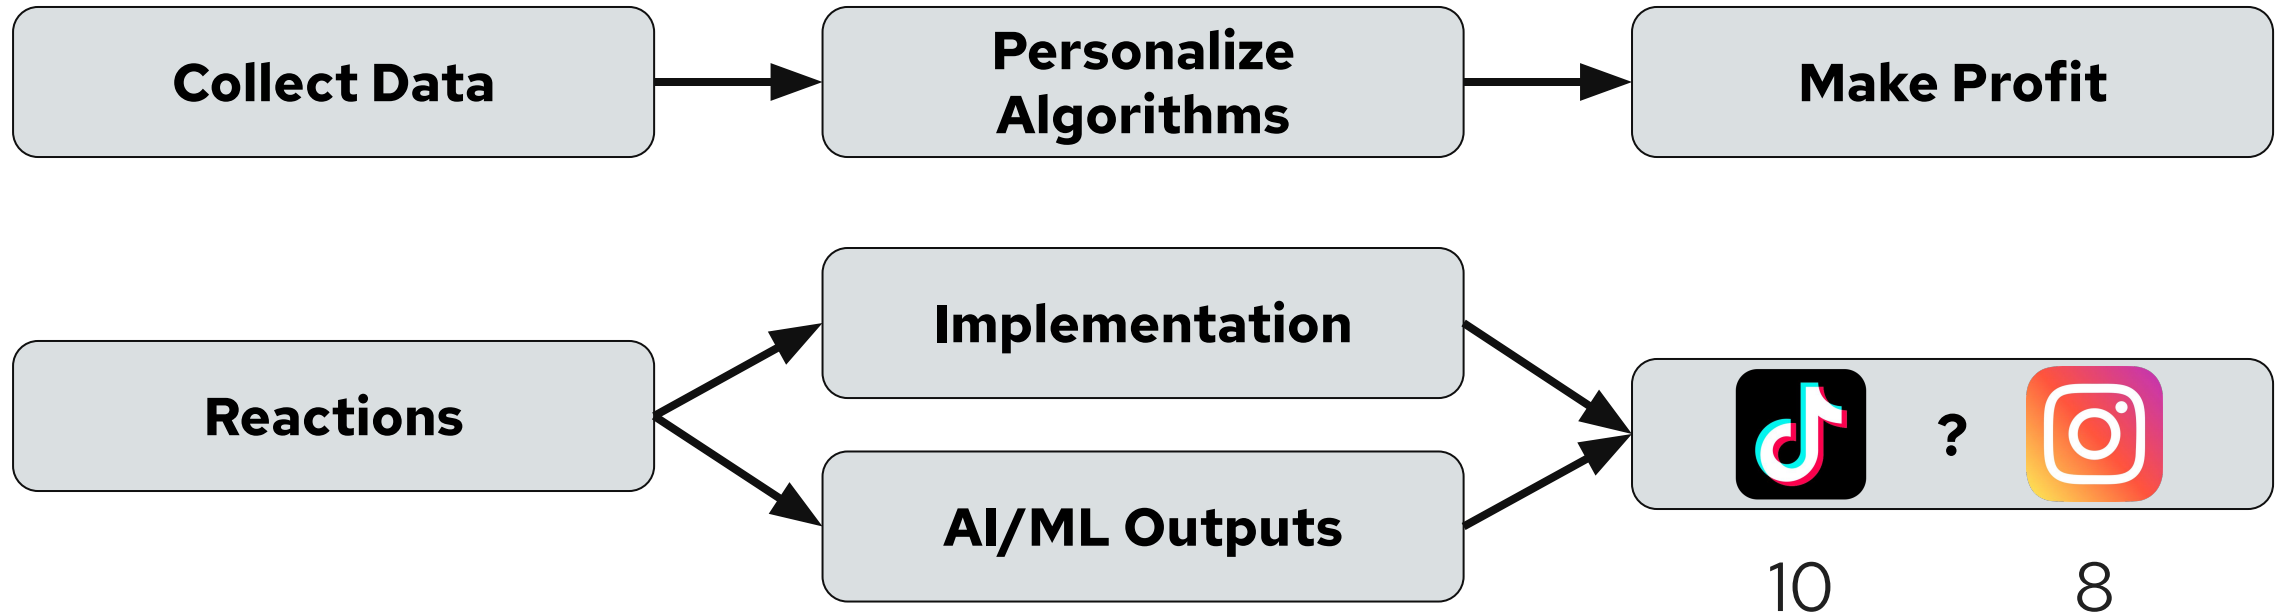 Collect Data
Personalize
Algorithms
Make Profit
Reactions
Implementation
AI/ML Outputs
?
10
8